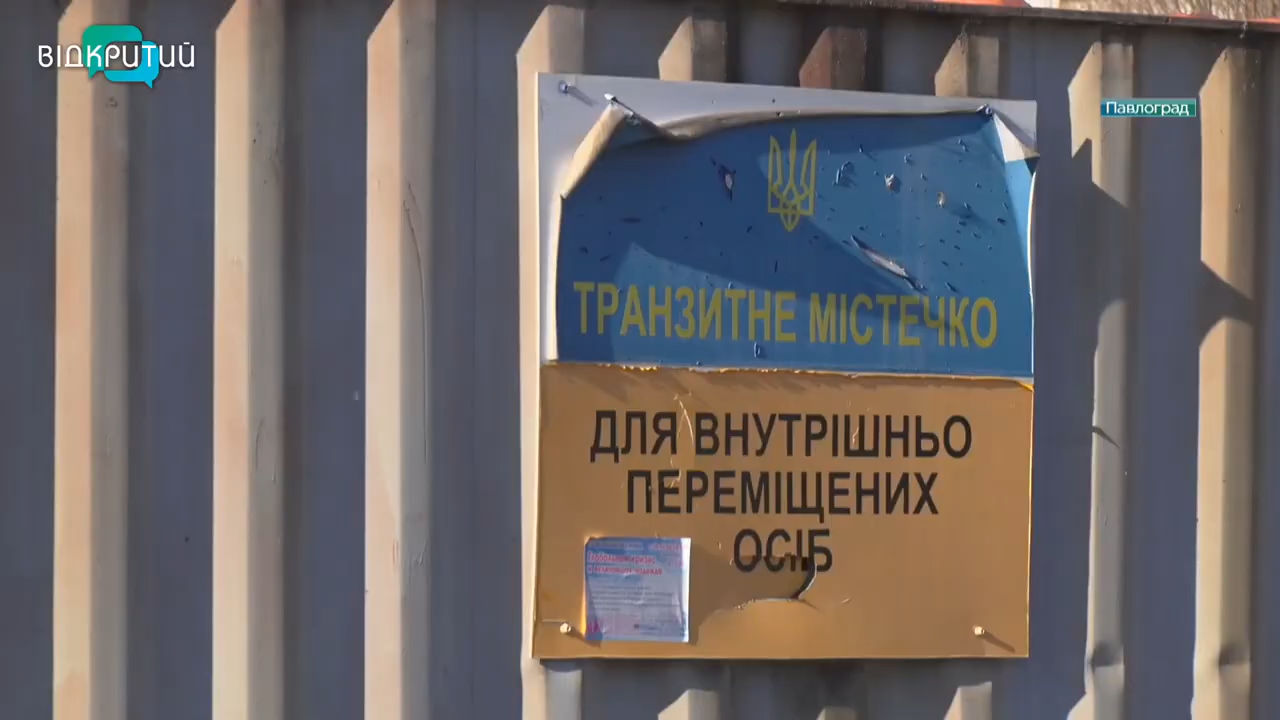 ВІДКРИТИЙ
Павлоград
ТРАНЗИТНЕ МІСТЕЧКО
ДЛЯ ВНУТРІШНЬО
ПЕРЕМІЩЕНИХ
ОСІБ